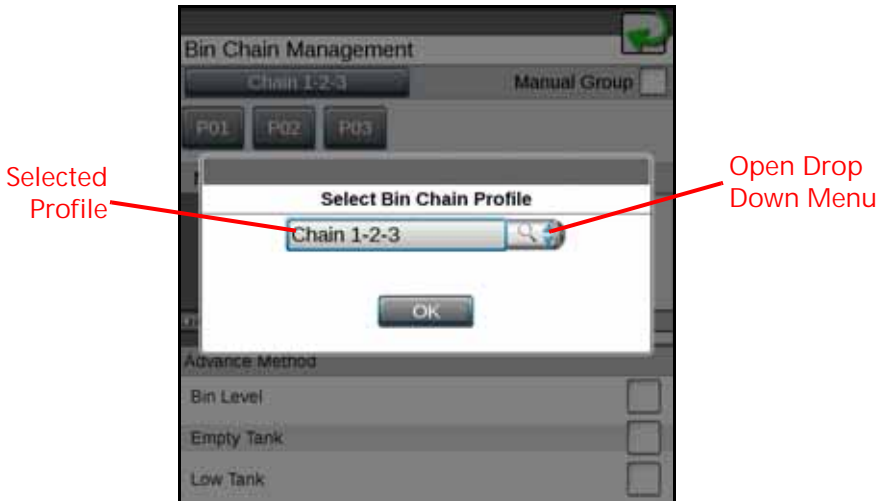 Bin Chain Management
Chain 1-2-3
Manual Group
P01 P02 P03
Selected
Profile
Select Bin Chain Profile
Chain 1-2-3
Open Drop
Down Menu
OK
Advance Method
Bin Level
Empty Tank
Low Tank